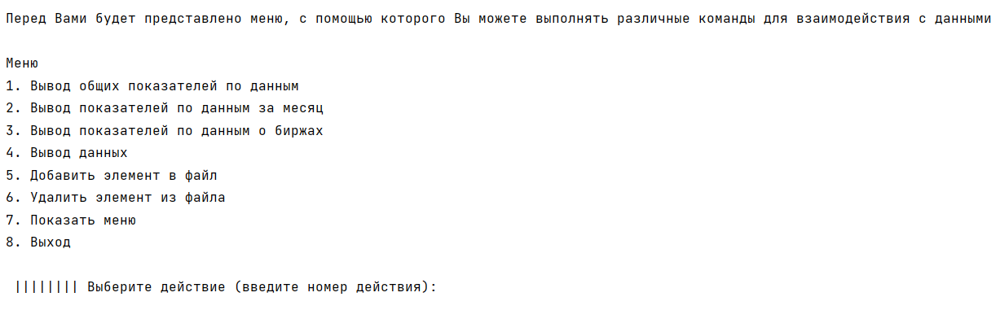 Перед Вами будет представлено меню, с помощью которого Вы можете выполнять различные команды для взаимодействия с данными
Меню
1. Вывод общих показателей по данным
2. Вывод показателей по данным за месяц
3. Вывод показателей по данным о биржах
4. Вывод данных
5. Добавить элемент в файл
6. Удалить элемент из файла
7. Показать меню
8. Выход
|||||||| Выберите действие (введите номер действия):